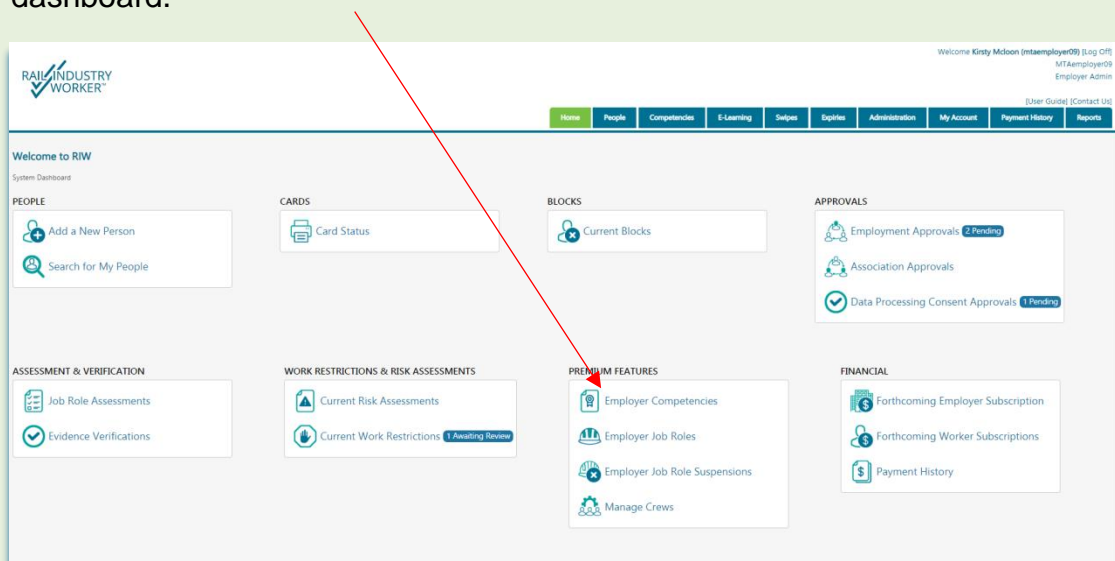 dashboard.
RAIL INDUSTRY
WORKER™
Welcome Kirsty Mcloon (mtaemployer09) [Log Off]
MTAemployer09
Employer Admin
[User Guide] [Contact Us]
Home People Competencies E-Learning Swipes Expiries Administration My Account Payment History Reports
Welcome to RIW
System Dashboard
PEOPLE CARDS BLOCKS APPROVALS
Add a New Person Card Status Current Blocks Employment Approvals 2 Pending
Search for My People Association Approvals
Data Processing Consent Approvals 1 Pending
ASSESSMENT & VERIFICATION WORK RESTRICTIONS & RISK ASSESSMENTS PREMIUM FEATURES FINANCIAL
Job Role Assessments Current Risk Assessments Employer Competencies Forthcoming Employer Subscription
Evidence Verifications Current Work Restrictions 1 Awaiting Review Employer Job Roles Forthcoming Worker Subscriptions
Employer Job Role Suspensions Payment History
Manage Crews